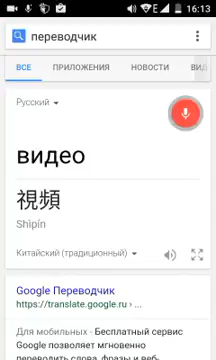 16:13
переводчик
ВСЕ ПРИЛОЖЕНИЯ НОВОСТИ ВИД
Русский
видео
視頻
Shìpín
Китайский (традиционный)
Google Переводчик
https://translate.google.ru › ...
Для мобильных - Бесплатный сервис
Google позволяет мгновенно
переводить слова, фразы и веб-